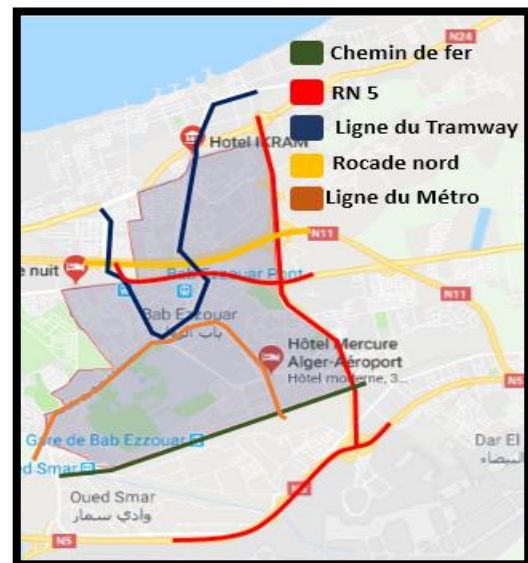 N24
Chemin de fer
RN 5
Ligne du Tramway
Rocade nord
Ligne du Métro
Hotel IKRAM
N11
e nuit
Bab Ezzouar Pont
N11
Bab Ezzouar
باب الز
Hôtel Mercure
Alger-Aéroport
Hôtel moderne, 3...
N5
Gare de Bab Ezzouar
ed Smar
Dar El
البيضاء
Oued Smar
وادي سمار
N5
N5